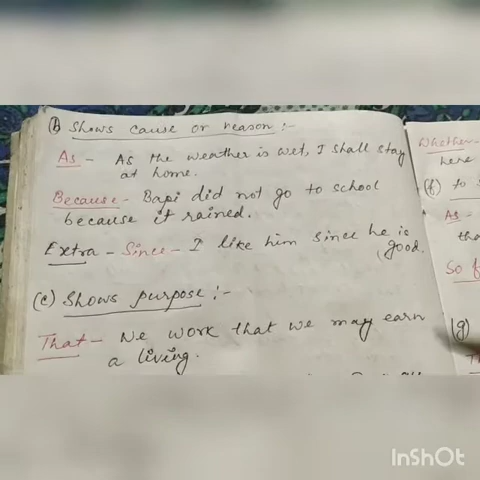 (b) Shows cause or reason :-
As - As the weather is wet, I shall stay
at home.
Because - Bapi did not go to school
because it rained.
Extra - Since - I like him since he is
good.
(c) Shows purpose :-
That - We work that we may earn
a living.
Whether-
here
(f) to
As -
tha
So f
(g)
InShOt